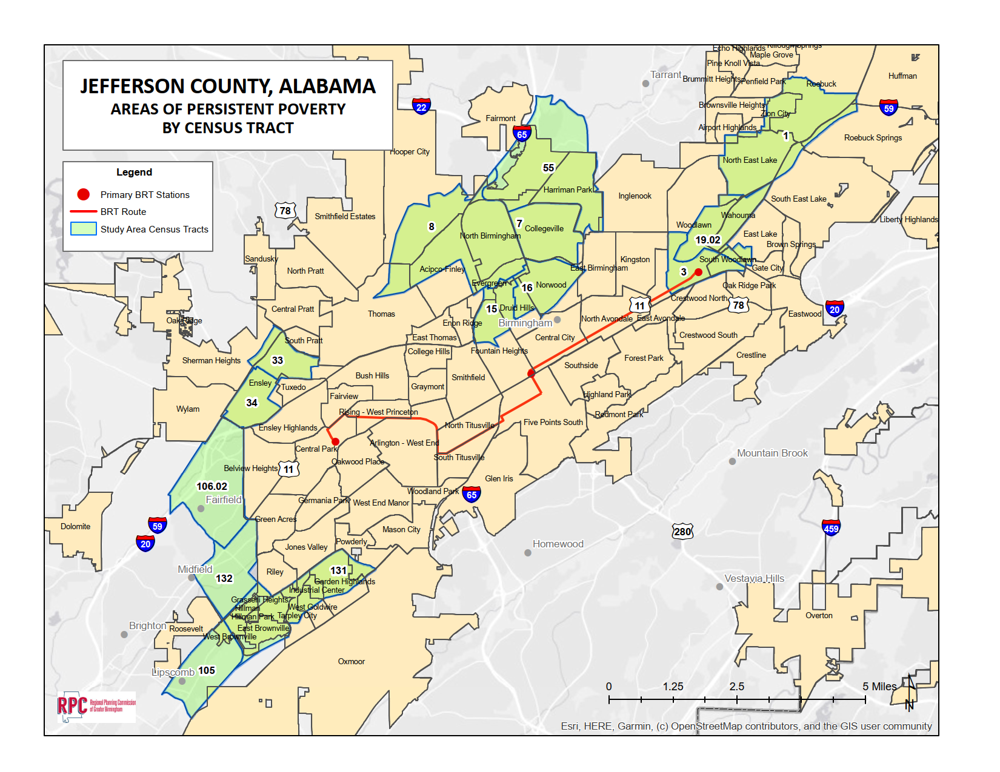 JEFFERSON COUNTY, ALABAMA
AREAS OF PERSISTENT POVERTY
BY CENSUS TRACT
Legend
Primary BRT Stations
BRT Route
Study Area Census Tracts
Echo Highlands
Killough Springs
Maple Grove
Pine Knoll Vista
Tarrant
Brummitt Heights
Penfield Park
Roebuck
Huffman
22
59
Brownsville Heights
Zion City
Fairmont
Airport Highlands
65
1
Roebuck Springs
Hooper City
North East Lake
55
Harriman Park
Inglenook
South East Lake
78
Smithfield Estates
Wahouma
Liberty Highlands
8
7
Collegeville
Woodlawn
North Birmingham
East Lake
19.02
Brown Springs
Sandusky
Kingston
South Woodlawn
North Pratt
Acipco-Finley
East Birmingham
3
Gate City
Evergreen
16
Norwood
Oak Ridge Park
Crestwood North
78
11
15
Druid Hills
20
Central Pratt
Thomas
Eastwood
Oak Ridge
Enon Ridge
Birmingham
North Avondale
East Avondale
East Thomas
Central City
Crestwood South
South Pratt
College Hills
Fountain Heights
Crestline
Sherman Heights
33
Forest Park
Southside
Bush Hills
Smithfield
Ensley
Tuxedo
Graymont
Fairview
Highland Park
34
Wylam
Rising - West Princeton
Redmont Park
North Titusville
Five Points South
Ensley Highlands
Arlington - West End
Central Park
South Titusville
Mountain Brook
Oakwood Place
Belview Heights
11
Glen Iris
106.02
Woodland Park
65
Fairfield
Germania Park
West End Manor
Green Acres
59
Dolomite
Mason City
459
280
20
Powderly
Homewood
Jones Valley
Midfield
Riley
131
132
Garden Highlands
Vestavia Hills
Industrial Center
Grasselli Heights
Hillman
West Goldwire
Hillman Park
Tarpley City
Overton
Brighton
Roosevelt
East Brownville
West Brownville
Oxmoor
Lipscomb
105
0
1.25
2.5
5 Miles
N
RPC
Regional Planning Commission
of Greater Birmingham
Esri, HERE, Garmin, (c) OpenStreetMap contributors, and the GIS user community